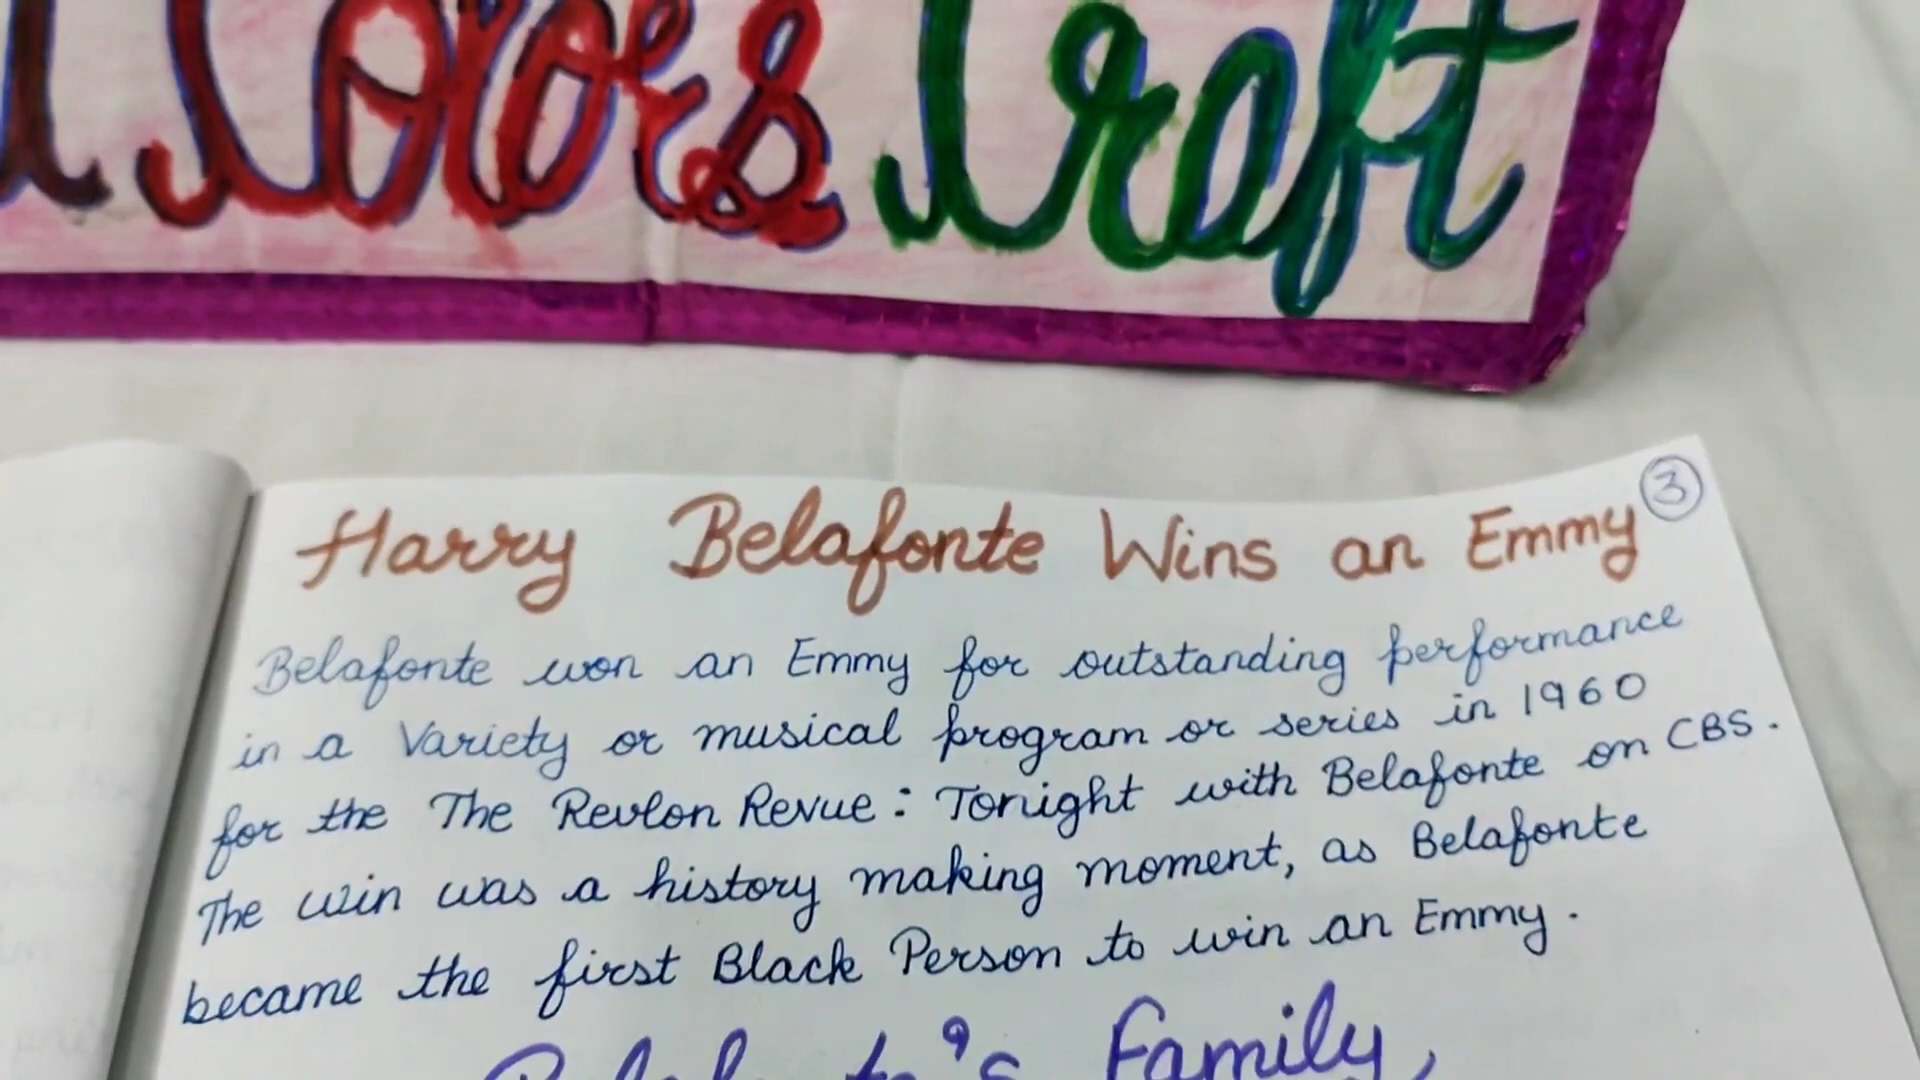 Colors Craft
Harry Belafonte Wins an Emmy
3
Belafonte won an Emmy for outstanding performance
in a Variety or musical program or series in 1960
for the The Revlon Revue: Tonight with Belafonte on CBS.
The win was a history making moment, as Belafonte
became the first Black Person to win an Emmy.
Belafonte's Family,